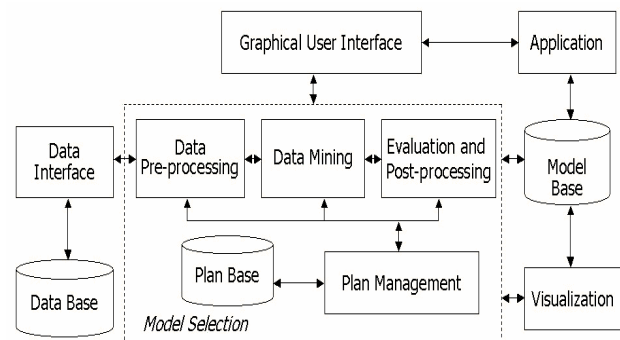 Graphical User Interface
Application
Data
Interface
Data
Pre-processing
Data Mining
Evaluation and
Post-processing
Model
Base
Plan Base
Plan Management
Data Base
Visualization
Model Selection